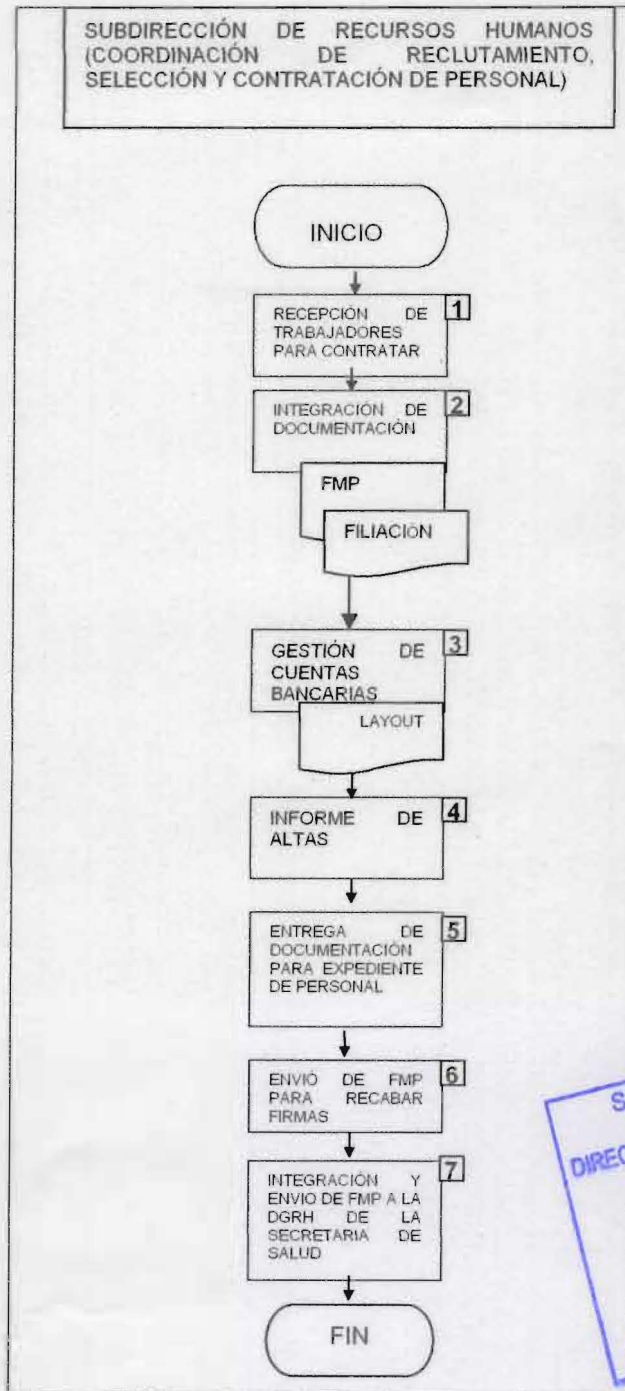 SUBDIRECCIÓN DE RECURSOS HUMANOS
(COORDINACIÓN DE RECLUTAMIENTO,
SELECCIÓN Y CONTRATACIÓN DE PERSONAL)
INICIO
1
RECEPCIÓN DE
TRABAJADORES
PARA CONTRATAR
2
INTEGRACIÓN DE
DOCUMENTACIÓN
FMP
FILIACIÓN
3
GESTIÓN DE
CUENTAS
BANCARIAS
LAYOUT
4
INFORME DE
ALTAS
5
ENTREGA DE
DOCUMENTACIÓN
PARA EXPEDIENTE
DE PERSONAL
6
ENVIÓ DE FMP
PARA RECABAR
FIRMAS
7
INTEGRACIÓN Y
ENVIO DE FMP A LA
DGRH DE LA
SECRETARIA DE
SALUD
FIN